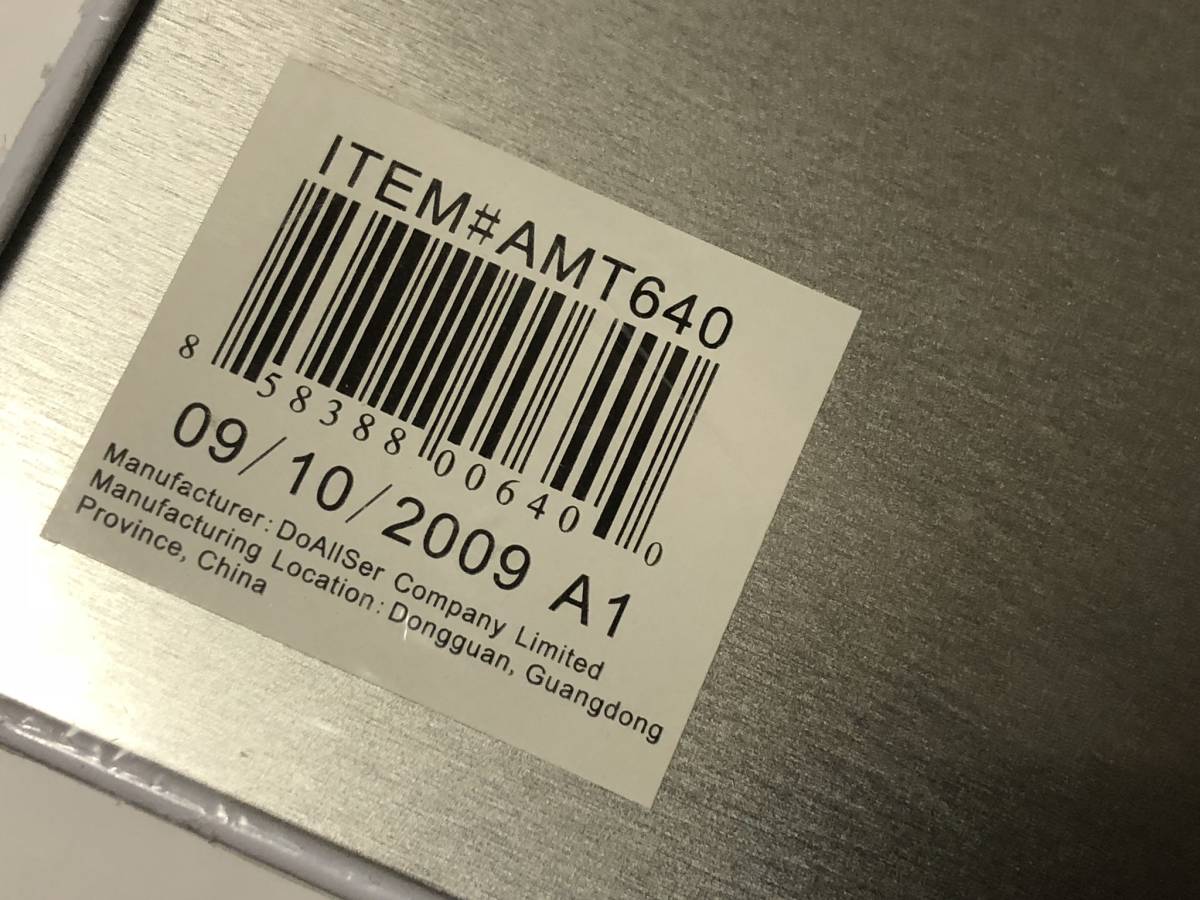 ITEM#AMT640
8 58388 00640 0
09/10/2009 A1
Manufacturer: DoAllSer Company Limited
Manufacturing Location: Dongguan, Guangdong
Province, China